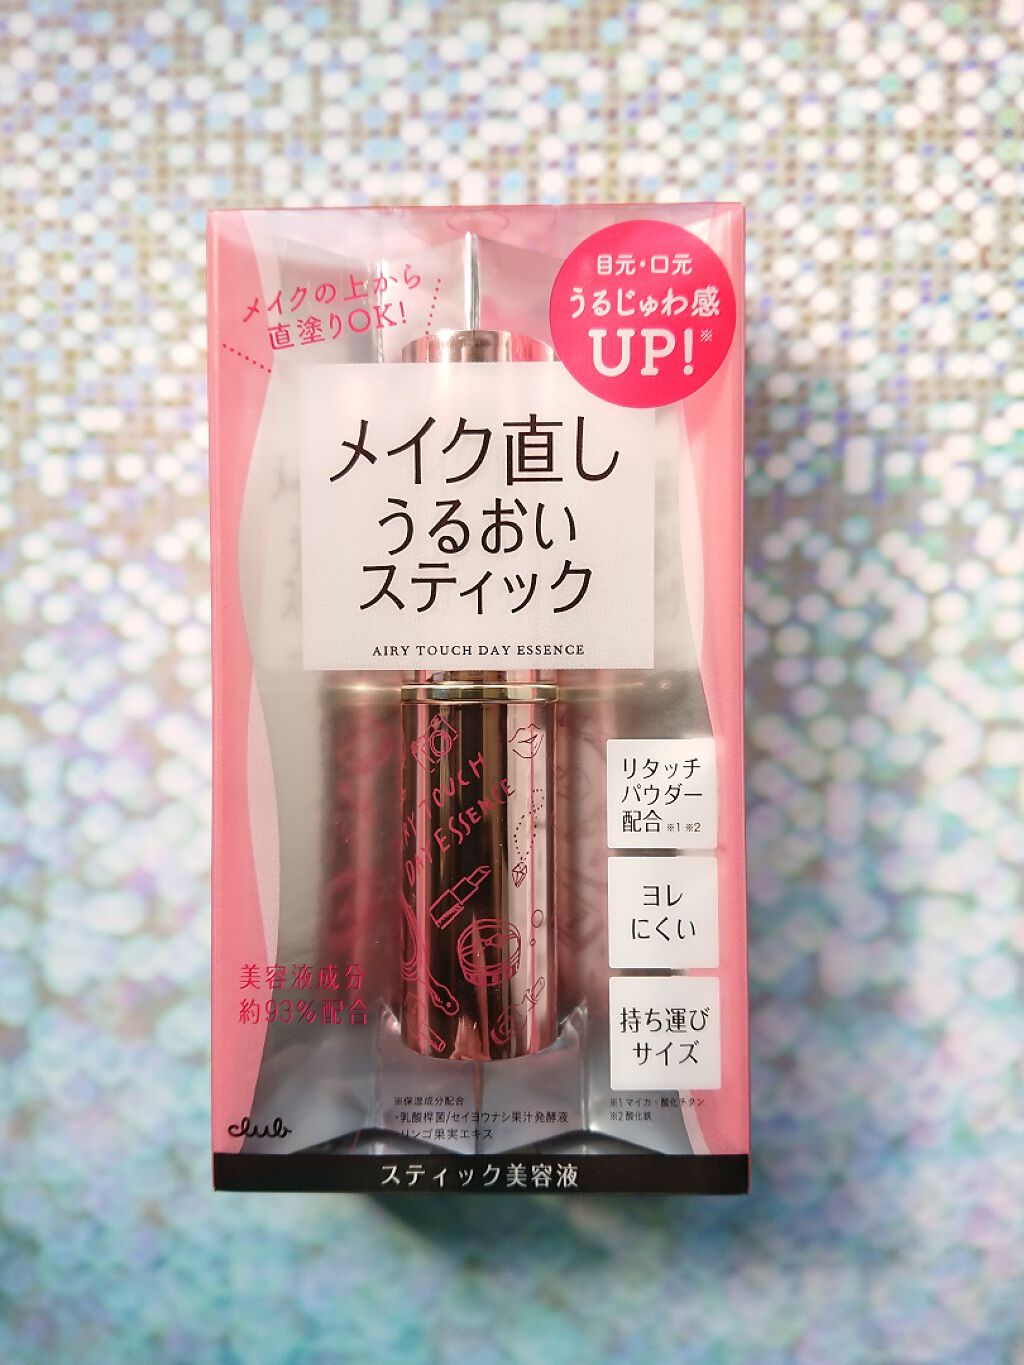 メイクの上から
直塗りOK!
目元・口元
うるじゅわ感
UP!※
メイク直し
うるおい
スティック
AIRY TOUCH DAY ESSENCE
TOUCH
DAY ESSENCE
リタッチ
パウダー
配合 ※1 ※2
ヨレ
にくい
持ち運び
サイズ
美容液成分
約93%配合
※保湿成分配合
・乳酸桿菌/セイヨウナシ果汁発酵液
・リンゴ果実エキス
※1 マイカ・酸化チタン
※2 酸化鉄
club
スティック美容液